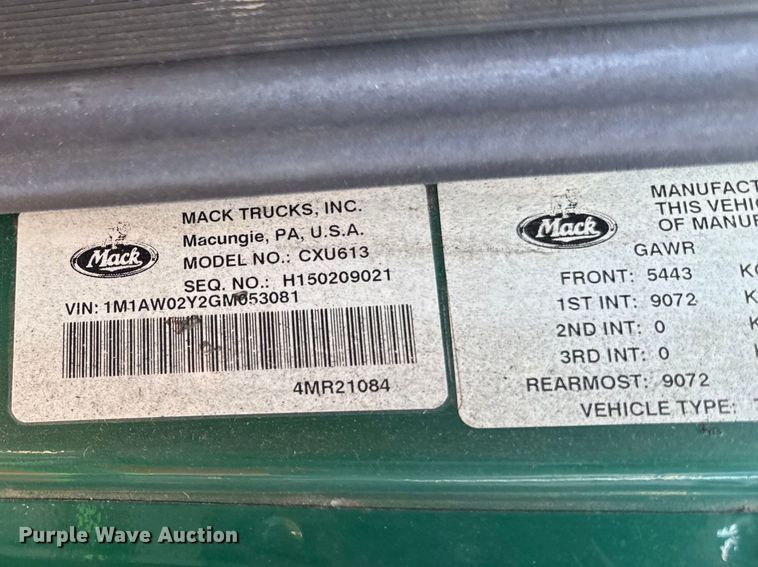 Mack
MACK TRUCKS, INC.
Macungie, PA, U.S.A.
MODEL NO.: CXU613
SEQ. NO.: H150209021
VIN: 1M1AW02Y2GM053081
4MR21084
Mack
MANUFACT
THIS VEHIC
OF MANUF
GAWR
FRONT: 5443
1ST INT: 9072
2ND INT: 0
3RD INT: 0
REARMOST: 9072
VEHICLE TYPE:
Purple Wave Auction